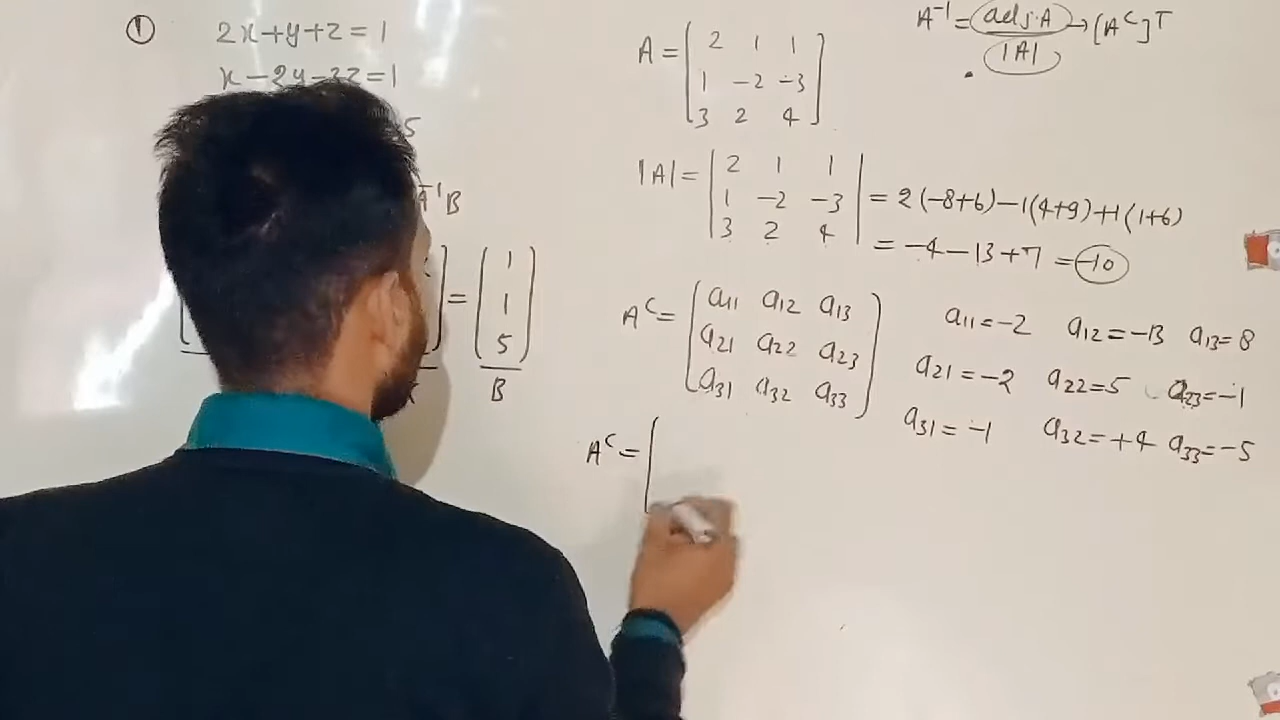 ① 2x+y+z=1
x-2y-3z=1
5
A⁻¹B
= [1
1
5]
B
A = [2 1 1
1 -2 -3
3 2 4]
A⁻¹ = adj.A / |A| → [Aᶜ]ᵀ
|A| = |2 1 1
1 -2 -3
3 2 4| = 2(-8+6)-1(4+9)+1(1+6)
= -4-13+7 = -10
Aᶜ = [a₁₁ a₁₂ a₁₃
a₂₁ a₂₂ a₂₃
a₃₁ a₃₂ a₃₃]
a₁₁=-2 a₁₂=-13 a₁₃=8
a₂₁=-2 a₂₂=5 a₂₃=-1
a₃₁=-1 a₃₂=+4 a₃₃=-5
Aᶜ = [